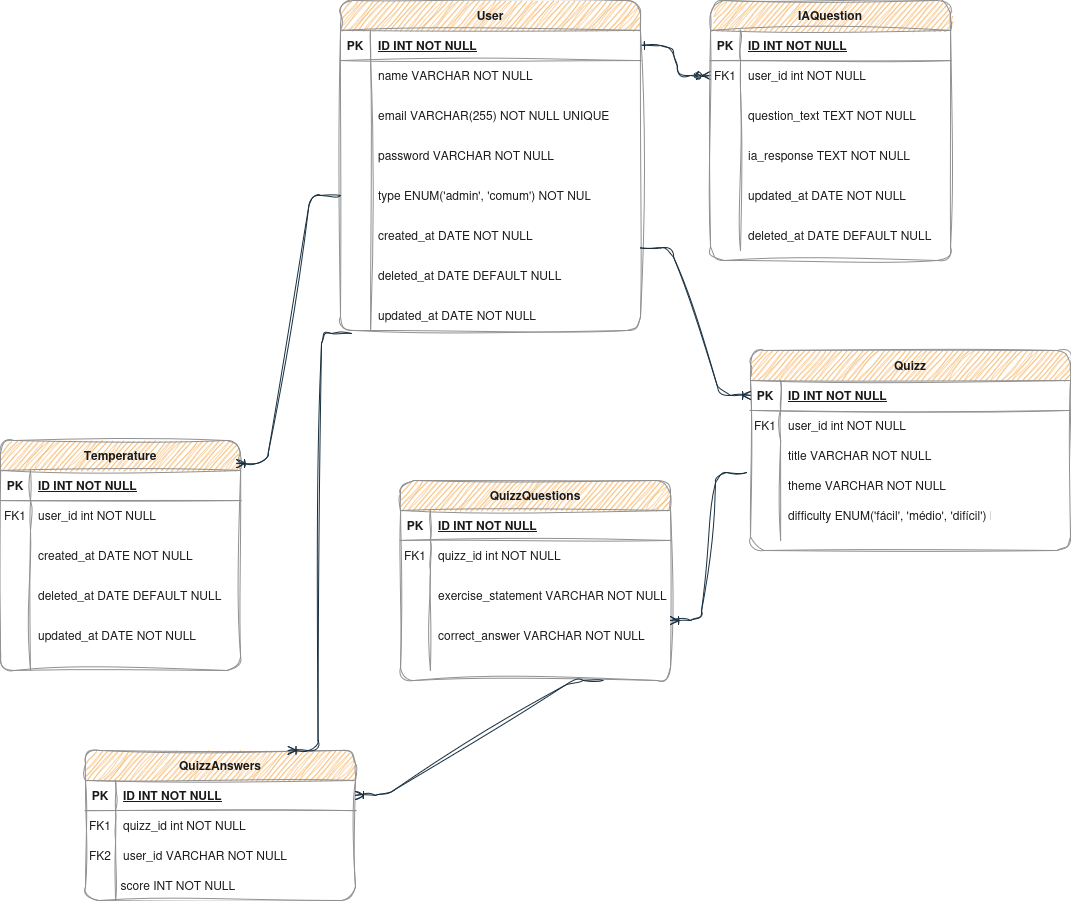 User
PK ID INT NOT NULL
name VARCHAR NOT NULL
email VARCHAR(255) NOT NULL UNIQUE
password VARCHAR NOT NULL
type ENUM('admin', 'comum') NOT NUL
created_at DATE NOT NULL
deleted_at DATE DEFAULT NULL
updated_at DATE NOT NULL
IAQuestion
PK ID INT NOT NULL
FK1 user_id int NOT NULL
question_text TEXT NOT NULL
ia_response TEXT NOT NULL
updated_at DATE NOT NULL
deleted_at DATE DEFAULT NULL
Quizz
PK ID INT NOT NULL
FK1 user_id int NOT NULL
title VARCHAR NOT NULL
theme VARCHAR NOT NULL
difficulty ENUM('fácil', 'médio', 'difícil')
Temperature
PK ID INT NOT NULL
FK1 user_id int NOT NULL
created_at DATE NOT NULL
deleted_at DATE DEFAULT NULL
updated_at DATE NOT NULL
QuizzQuestions
PK ID INT NOT NULL
FK1 quizz_id int NOT NULL
exercise_statement VARCHAR NOT NULL
correct_answer VARCHAR NOT NULL
QuizzAnswers
PK ID INT NOT NULL
FK1 quizz_id int NOT NULL
FK2 user_id VARCHAR NOT NULL
score INT NOT NULL